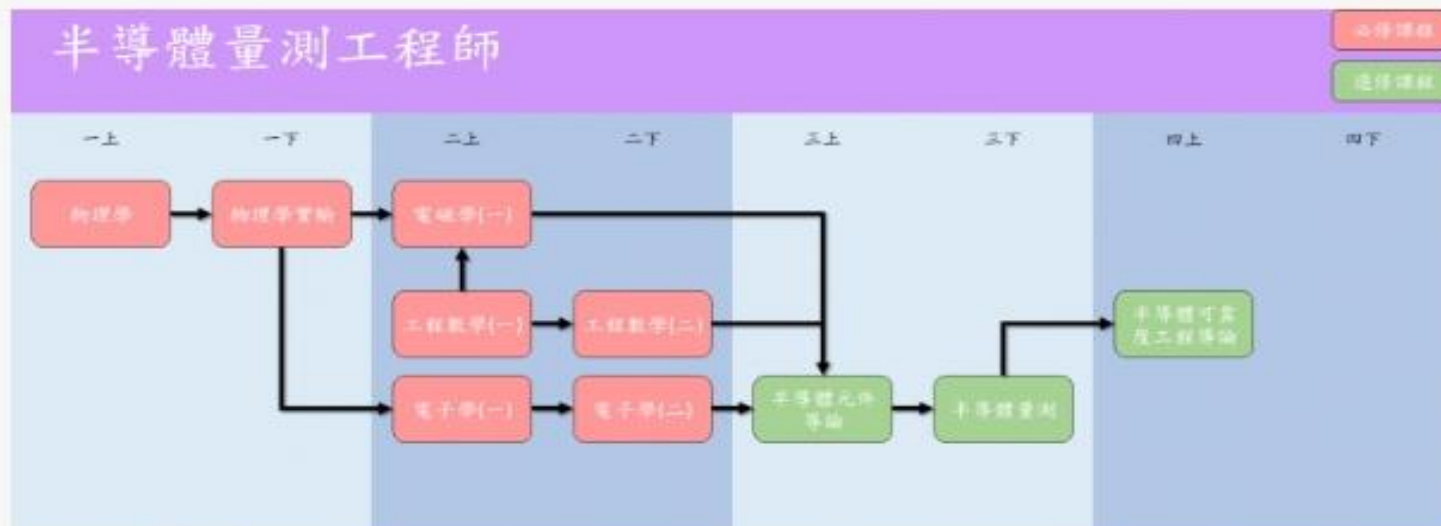 半導體量測工程師
必修課程
選修課程
一上
一下
二上
二下
三上
三下
四上
四下
物理學
物理學實驗
電磁學(一)
工程數學(一)
工程數學(二)
半導體可靠
度工程導論
電子學(一)
電子學(二)
半導體元件
導論
半導體量測